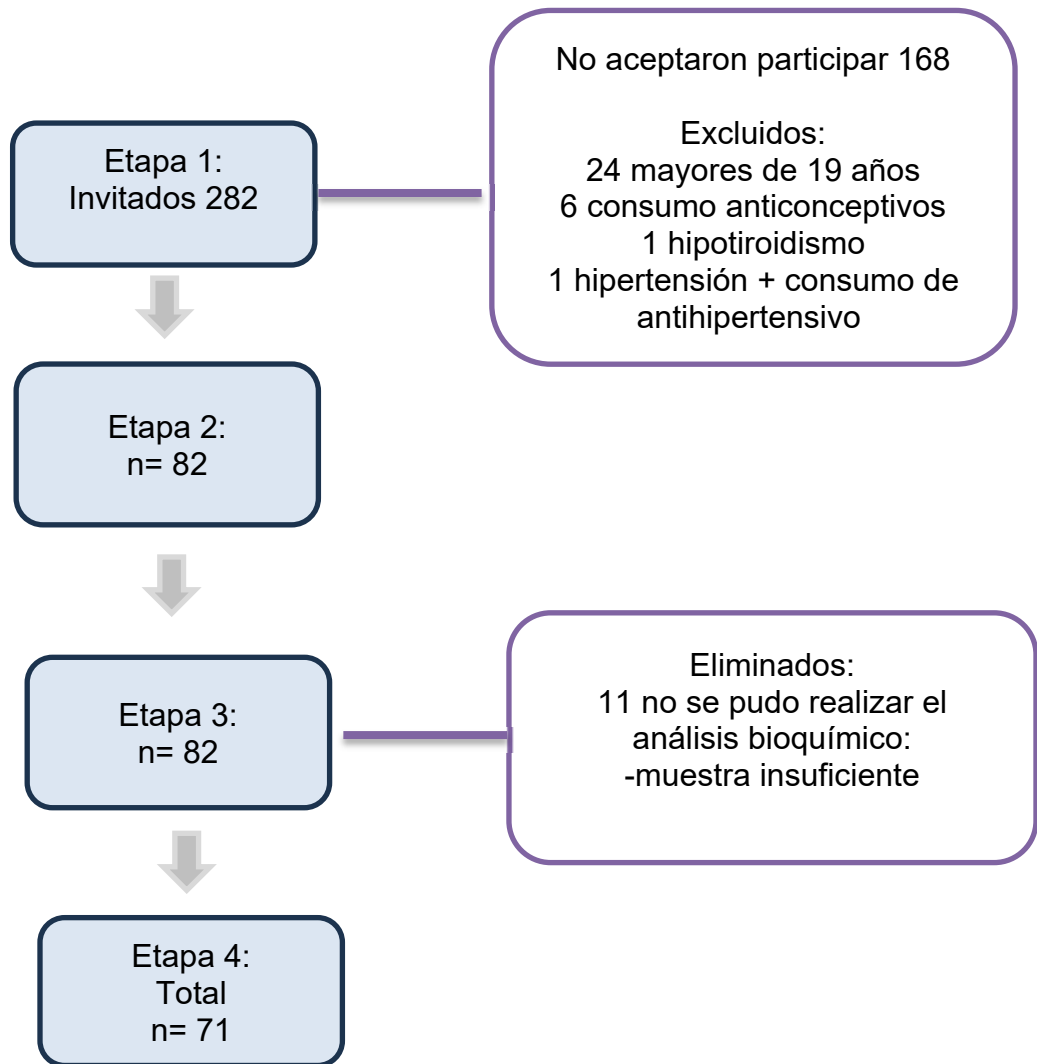 No aceptaron participar 168
Excluidos:
24 mayores de 19 años
6 consumo anticonceptivos
1 hipotiroidismo
1 hipertensión + consumo de
antihipertensivo
Etapa 1:
Invitados 282
Etapa 2:
n= 82
Etapa 3:
n= 82
Eliminados:
11 no se pudo realizar el
análisis bioquímico:
-muestra insuficiente
Etapa 4:
Total
n= 71